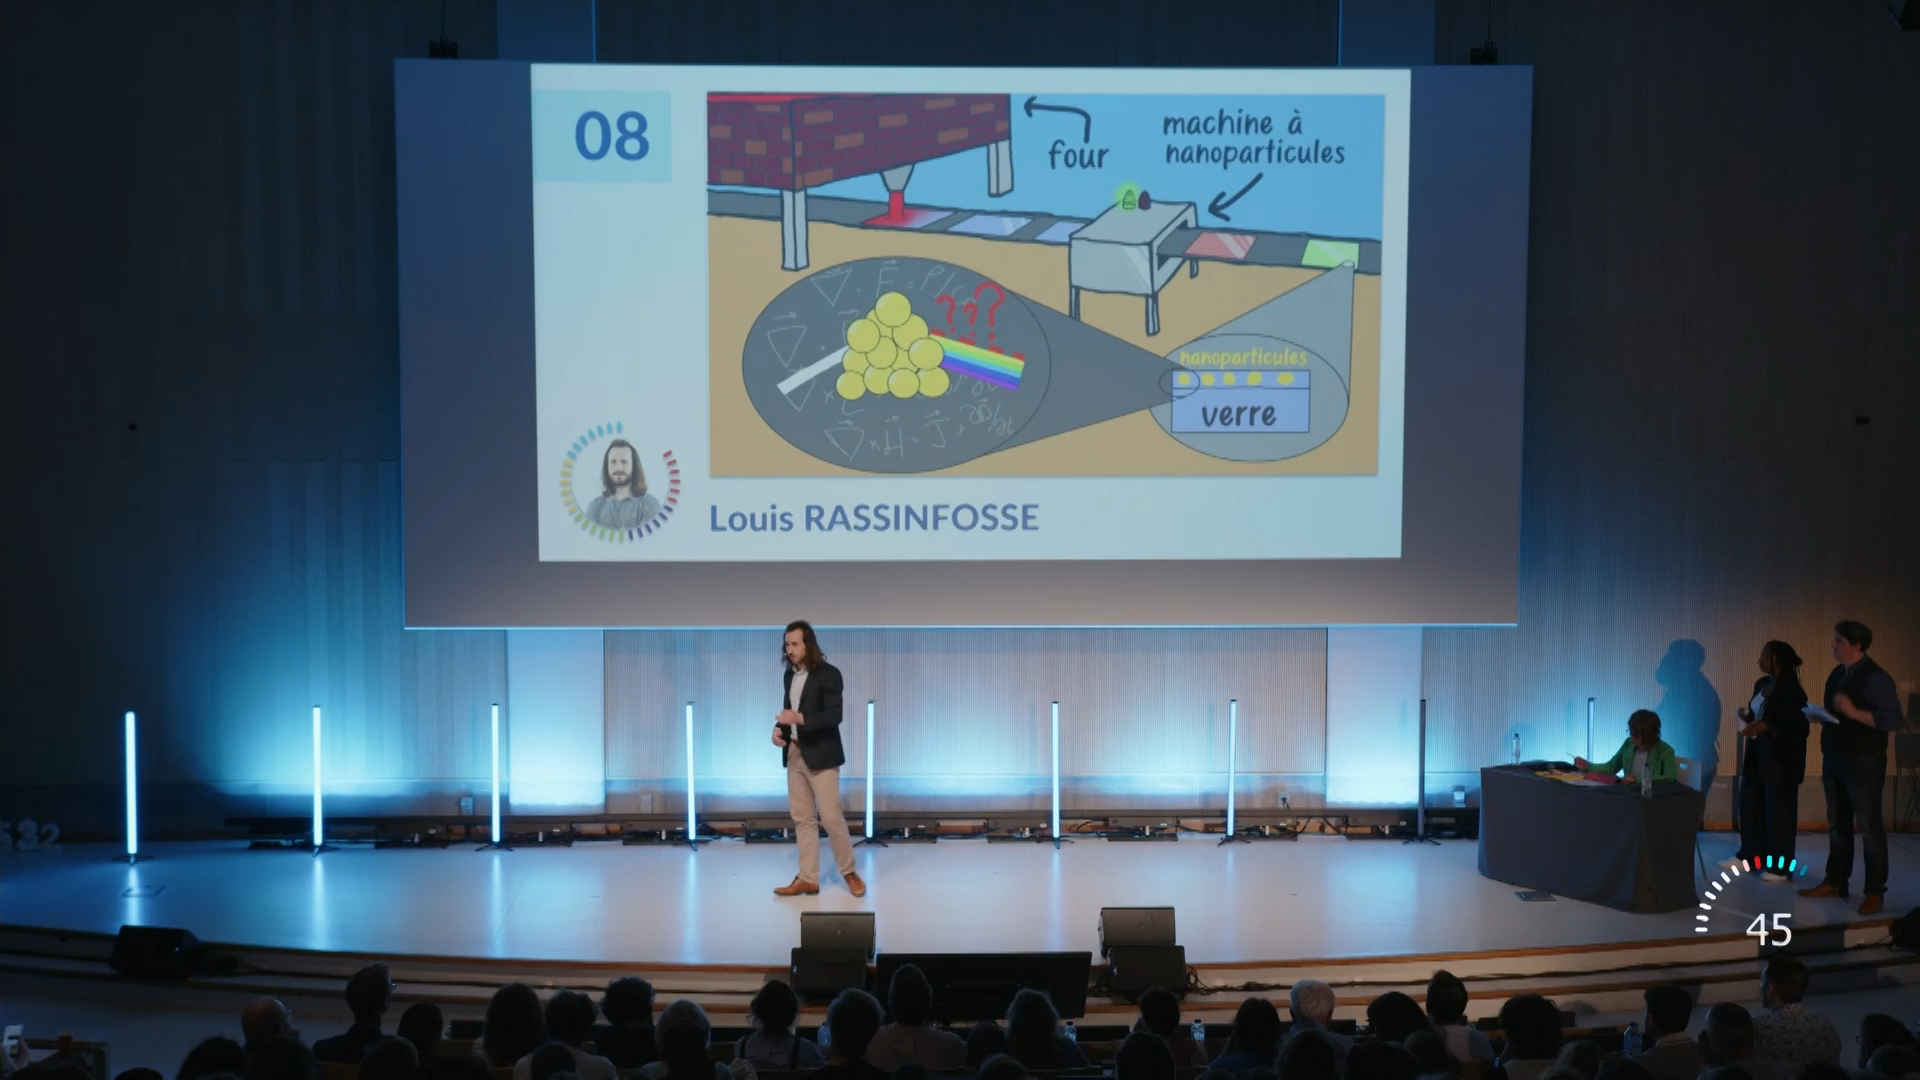 08
four
machine à
nanoparticules
???
nanoparticules
verre
Louis RASSINFOSSE
45